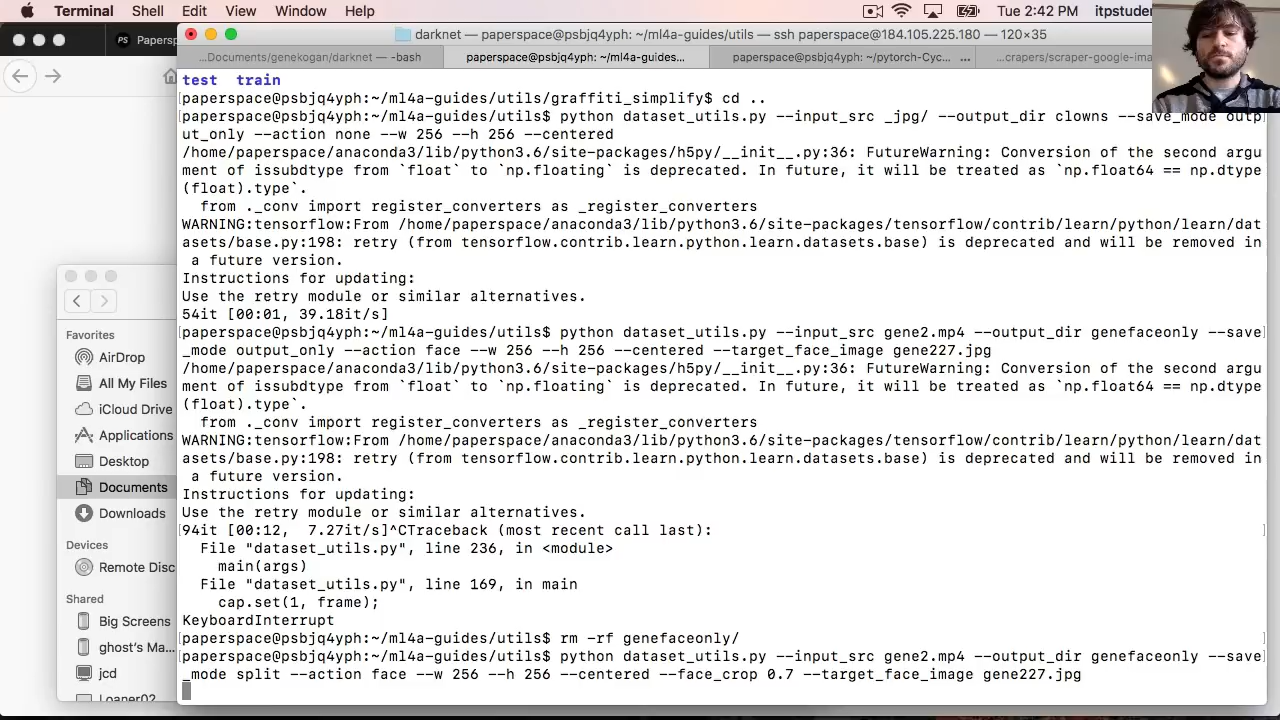 Terminal Shell Edit View Window Help Tue 2:42 PM itpstuden
darknet — paperspace@psbjq4yph: ~/ml4a-guides/utils — ssh paperspace@184.105.225.180 — 120×35
PS Papersp
...Documents/genekogan/darknet — -bash paperspace@psbjq4yph: ~/ml4a-guides... paperspace@psbjq4yph: ~/pytorch-Cyc... ... ...crapers/scraper-google-ima
test train
paperspace@psbjq4yph:~/ml4a-guides/utils/graffiti_simplify$ cd ..
paperspace@psbjq4yph:~/ml4a-guides/utils$ python dataset_utils.py --input_src _jpg/ --output_dir clowns --save_mode outp
ut_only --action none --w 256 --h 256 --centered
/home/paperspace/anaconda3/lib/python3.6/site-packages/h5py/__init__.py:36: FutureWarning: Conversion of the second argu
ment of issubdtype from `float` to `np.floating` is deprecated. In future, it will be treated as `np.float64 == np.dtype
(float).type`.
from ._conv import register_converters as _register_converters
WARNING:tensorflow:From /home/paperspace/anaconda3/lib/python3.6/site-packages/tensorflow/contrib/learn/python/learn/dat
asets/base.py:198: retry (from tensorflow.contrib.learn.python.learn.datasets.base) is deprecated and will be removed in
a future version.
Instructions for updating:
Use the retry module or similar alternatives.
54it [00:01, 39.18it/s]
paperspace@psbjq4yph:~/ml4a-guides/utils$ python dataset_utils.py --input_src gene2.mp4 --output_dir genefaceonly --save
_mode output_only --action face --w 256 --h 256 --centered --target_face_image gene227.jpg
/home/paperspace/anaconda3/lib/python3.6/site-packages/h5py/__init__.py:36: FutureWarning: Conversion of the second argu
ment of issubdtype from `float` to `np.floating` is deprecated. In future, it will be treated as `np.float64 == np.dtype
(float).type`.
from ._conv import register_converters as _register_converters
WARNING:tensorflow:From /home/paperspace/anaconda3/lib/python3.6/site-packages/tensorflow/contrib/learn/python/learn/dat
asets/base.py:198: retry (from tensorflow.contrib.learn.python.learn.datasets.base) is deprecated and will be removed in
a future version.
Instructions for updating:
Use the retry module or similar alternatives.
94it [00:12, 7.27it/s]^CTraceback (most recent call last):
File "dataset_utils.py", line 236, in <module>
main(args)
File "dataset_utils.py", line 169, in main
cap.set(1, frame);
KeyboardInterrupt
paperspace@psbjq4yph:~/ml4a-guides/utils$ rm -rf genefaceonly/
paperspace@psbjq4yph:~/ml4a-guides/utils$ python dataset_utils.py --input_src gene2.mp4 --output_dir genefaceonly --save
_mode split --action face --w 256 --h 256 --centered --face_crop 0.7 --target_face_image gene227.jpg
Favorites
AirDrop
All My Files
iCloud Drive
Applications
Desktop
Documents
Downloads
Devices
Remote Disc
Shared
Big Screens
ghost's Ma...
jcd
Loaner02